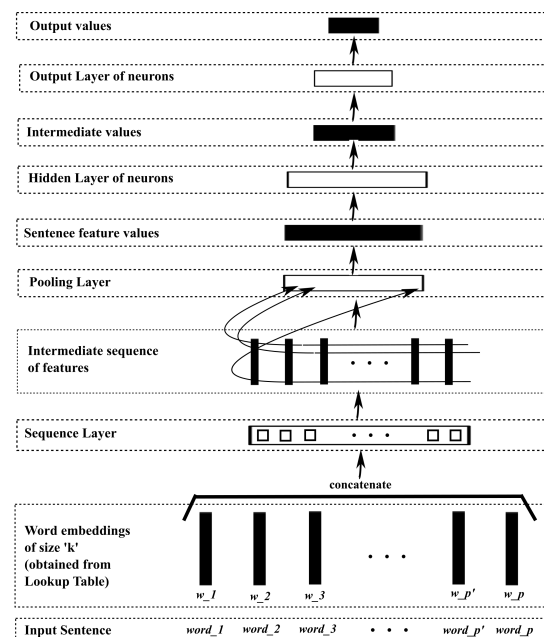 Output values
Output Layer of neurons
Intermediate values
Hidden Layer of neurons
Sentenee feature values
Pooling Layer
Intermediate sequence
of features
. . .
Sequence Layer
. . .
concatenate
Word embeddings
of size 'k'
(obtained from
Lookup Table)
. . .
w_1 w_2 w_3 w_p' w_p
Input Sentence word_1 word_2 word_3 . . . word_p' word_p